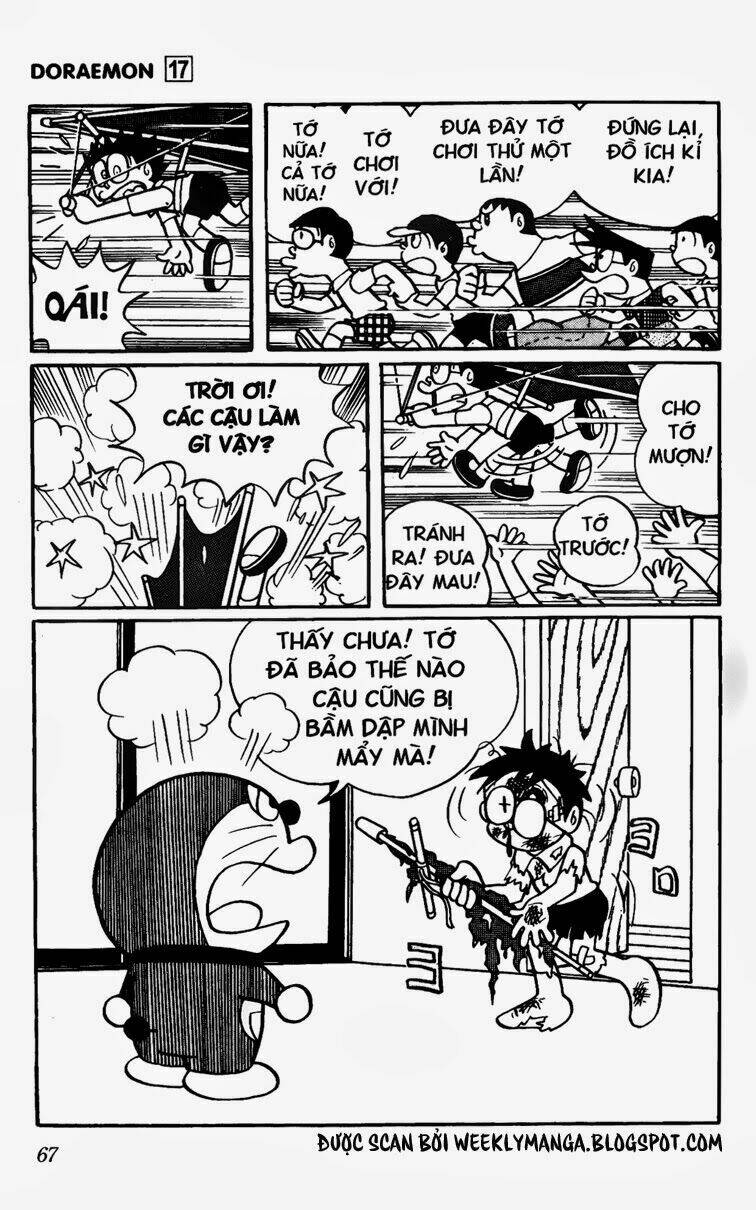 DORAEMON 17
QÁI!
TỚ
NỮA!
CẢ TỚ
NỮA!
TỚ
CHƠI
VỚI!
ĐƯA ĐÂY TỚ
CHƠI THỬ MỘT
LẦN!
ĐỨNG LẠI,
ĐỒ ÍCH KỈ
KIA!
TRỜI ƠI!
CÁC CẬU LÀM
GÌ VẬY?
CHO
TỚ
MƯỢN!
TRÁNH
RA! ĐƯA
ĐÂY MAU!
TỚ
TRƯỚC!
THẤY CHƯA! TỚ
ĐÃ BẢO THẾ NÀO
CẬU CŨNG BỊ
BẦM DẬP MÌNH
MẨY MÀ!
ヨ
ロ
ヨ
67
ĐƯỢC SCAN BỞI WEEKLYMANGA.BLOGSPOT.COM